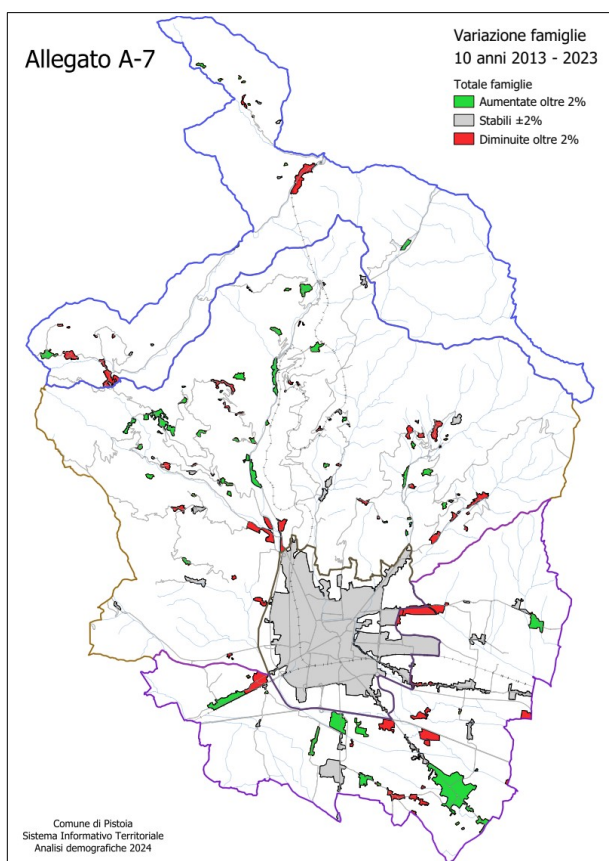 Allegato A-7
Variazione famiglie
10 anni 2013 - 2023
Totale famiglie
Aumentate oltre 2%
Stabili ±2%
Diminuite oltre 2%
Comune di Pistoia
Sistema Informativo Territoriale
Analisi demografiche 2024